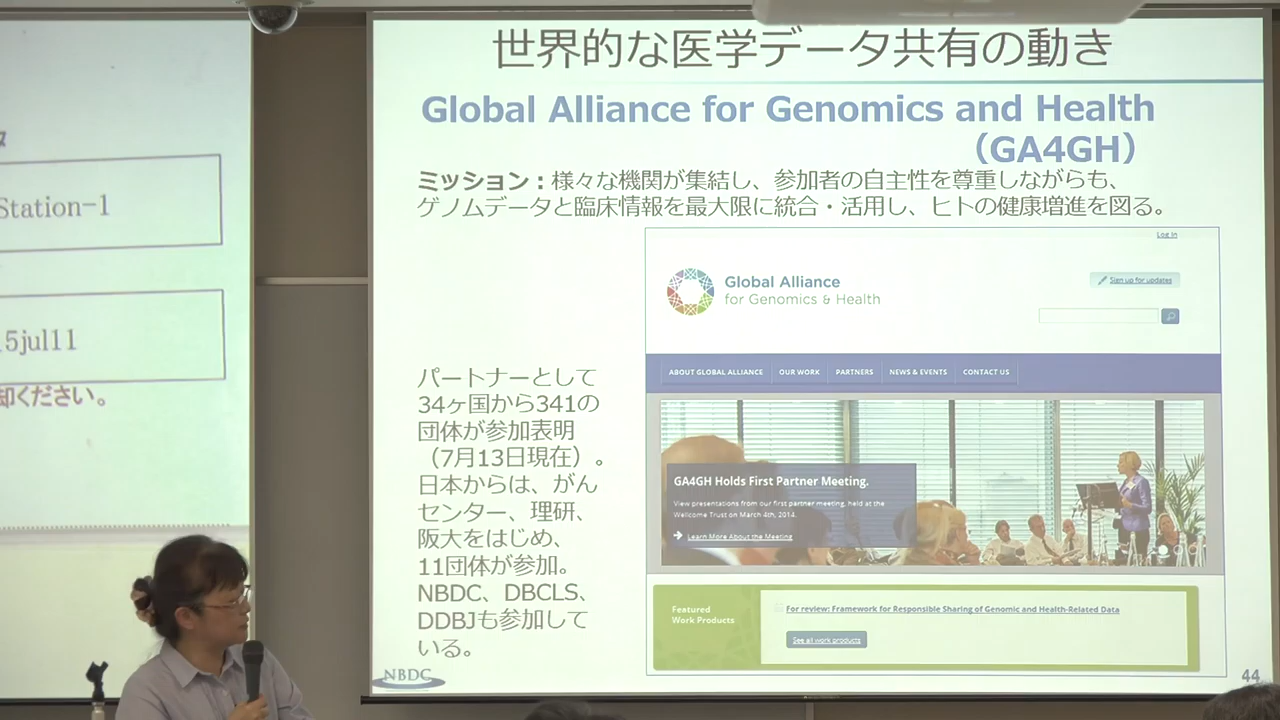 Station-1
5jul11
却ください。
世界的な医学データ共有の動き
Global Alliance for Genomics and Health
（GA4GH）
ミッション：様々な機関が集結し、参加者の自主性を尊重しながらも、
ゲノムデータと臨床情報を最大限に統合・活用し、ヒトの健康増進を図る。
パートナーとして
34ヶ国から341の
団体が参加表明
（7月13日現在）。
日本からは、がん
センター、理研、
阪大をはじめ、
11団体が参加。
NBDC、DBCLS、
DDBJも参加して
いる。
Log In
Global Alliance
for Genomics & Health
Sign up for updates
ABOUT GLOBAL ALLIANCE OUR WORK PARTNERS NEWS & EVENTS CONTACT US
GA4GH Holds First Partner Meeting.
View presentations from our first partner meeting, held at the
Wellcome Trust on March 4th, 2014.
Learn More About the Meeting
Featured
Work Products
For review: Framework for Responsible Sharing of Genomic and Health-Related Data
See all work products
NBDC
44